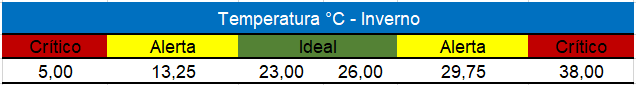 Temperatura °C - Inverno
Crítico Alerta Ideal Alerta Crítico
5,00 13,25 23,00 26,00 29,75 38,00